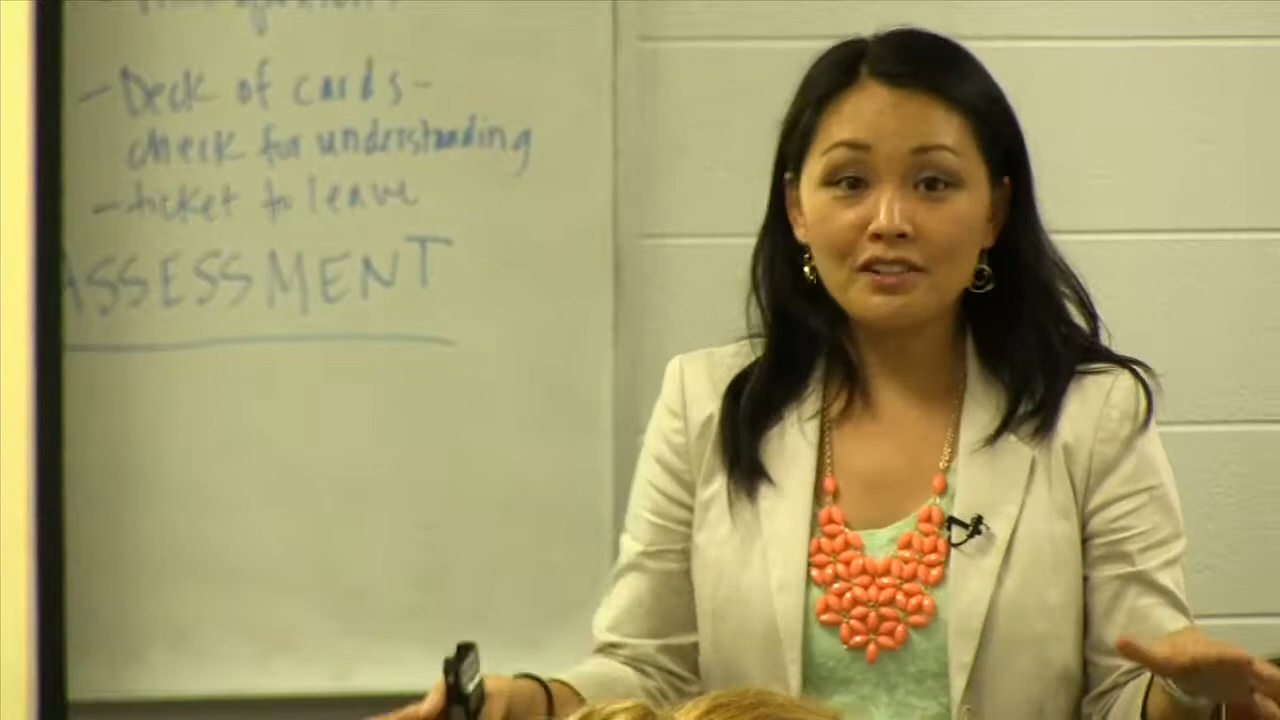 - Deck of cards -
check for understanding
- ticket to leave
ASSESSMENT